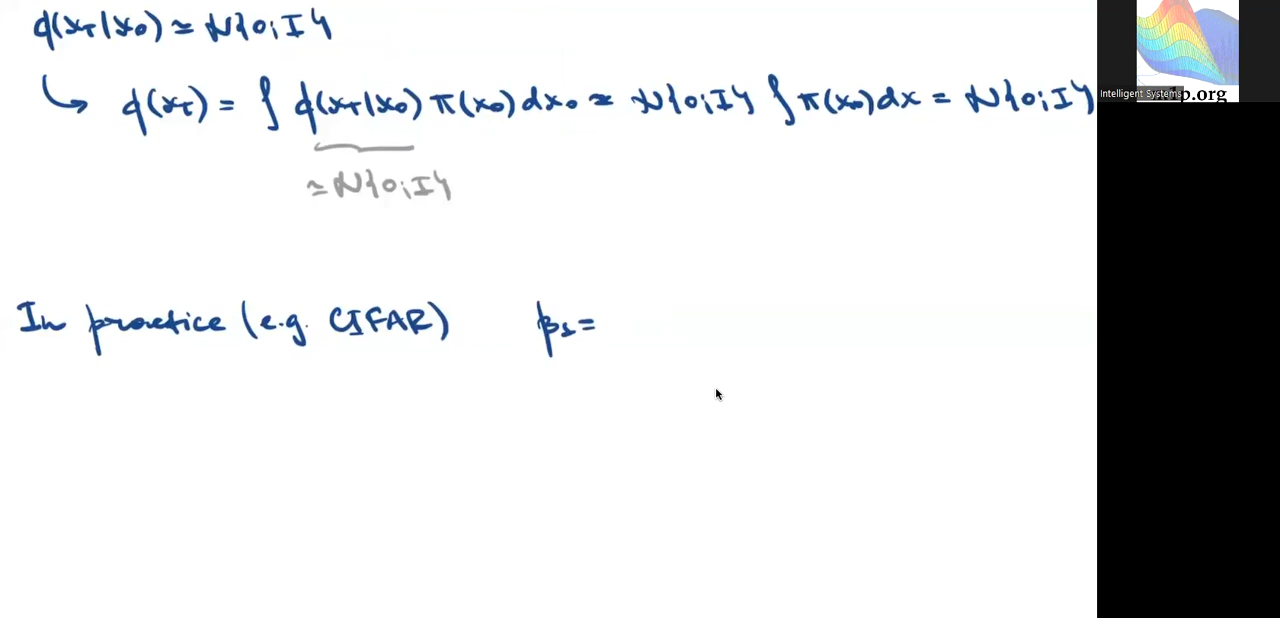 q(x_T|x_0) ≃ N{0;I}
↳ q(x_T) = ∫ q(x_T|x_0) π(x_0) dx_0 ≃ N{0;I} ∫ π(x_0) dx = N{0;I}
≃ N{0;I}
In practice (e.g. CIFAR) β_1 =
Intelligent Systems
p.org